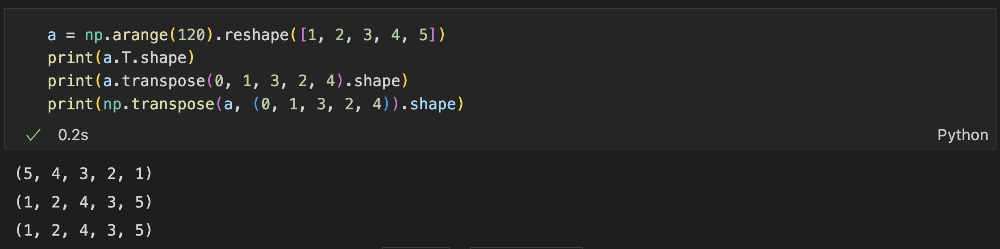 a = np.arange(120).reshape([1, 2, 3, 4, 5])
print(a.T.shape)
print(a.transpose(0, 1, 3, 2, 4).shape)
print(np.transpose(a, (0, 1, 3, 2, 4)).shape)
0.2s
Python
(5, 4, 3, 2, 1)
(1, 2, 4, 3, 5)
(1, 2, 4, 3, 5)